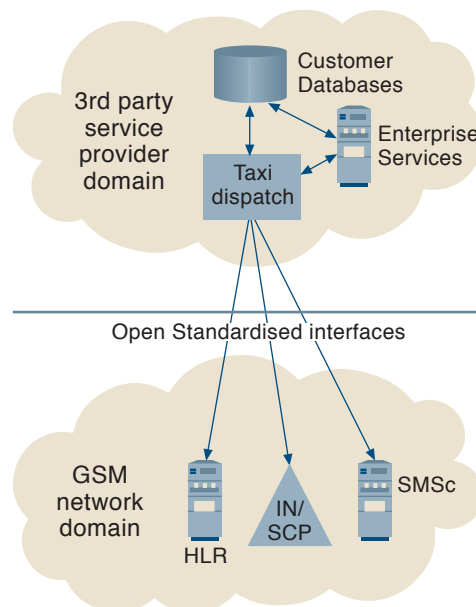 Customer
Databases
3rd party
service
provider
domain
Enterprise
Services
Taxi
dispatch
Open Standardised interfaces
GSM
network
domain
HLR
IN/
SCP
SMSc